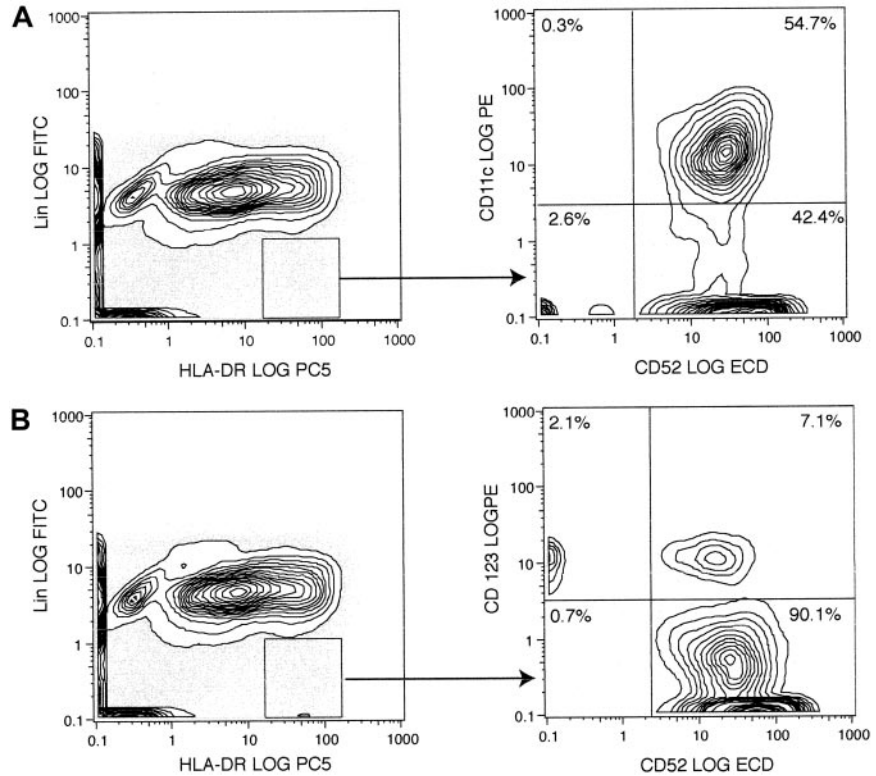 A
1000
100
10
1
0.1
Lin LOG FITC
0.1 1 10 100 1000
HLA-DR LOG PC5
0.3% 54.7%
2.6% 42.4%
1000
100
10
1
0.1
CD11c LOG PE
0.1 1 10 100 1000
CD52 LOG ECD
B
1000
100
10
1
0.1
Lin LOG FITC
0.1 1 10 100 1000
HLA-DR LOG PC5
2.1% 7.1%
0.7% 90.1%
1000
100
10
1
0.1
CD 123 LOGPE
0.1 1 10 100 1000
CD52 LOG ECD